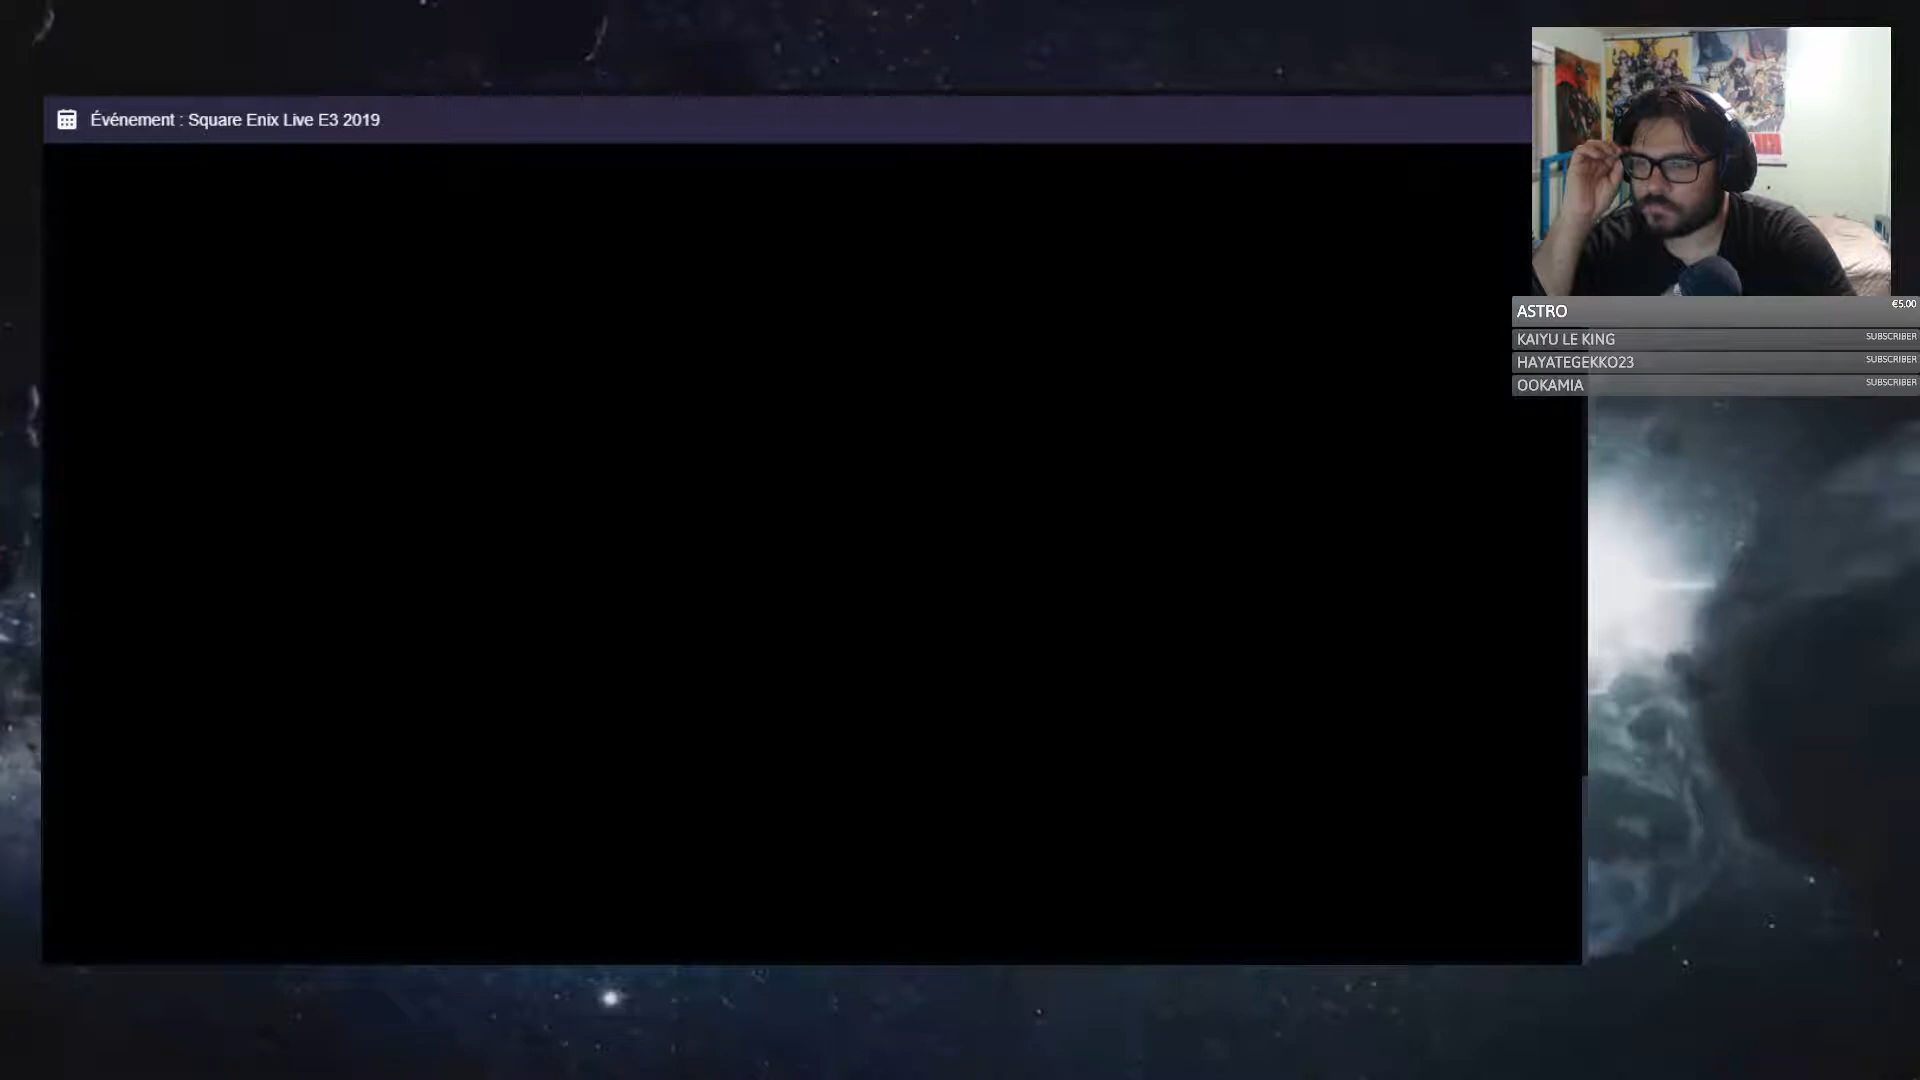 Événement : Square Enix Live E3 2019
ASTRO €5.00
KAIYU LE KING SUBSCRIBER
HAYATEGEKKO23 SUBSCRIBER
OOKAMIA SUBSCRIBER